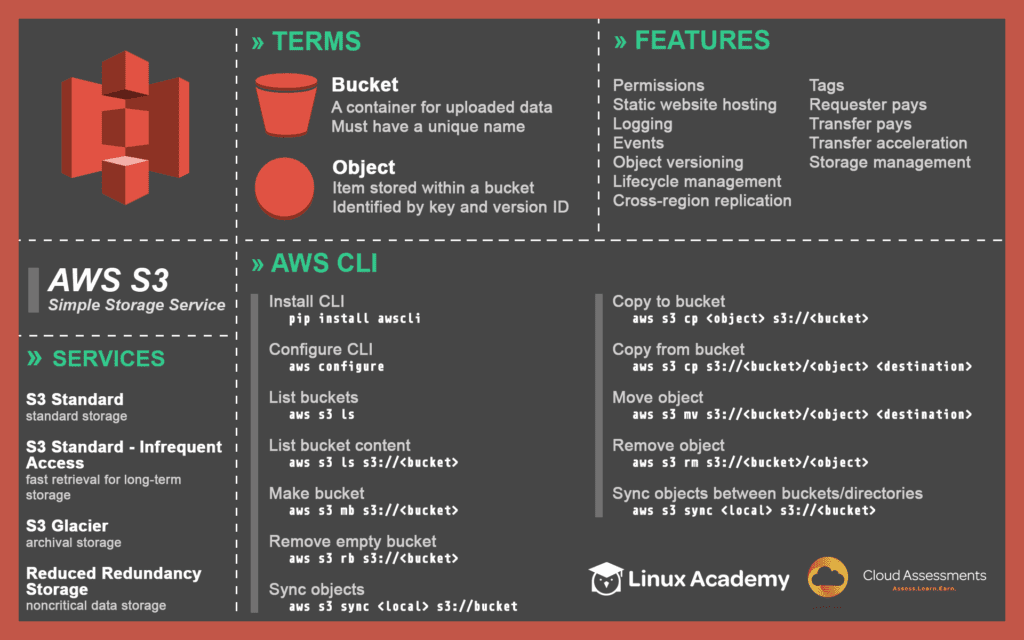 » TERMS
Bucket
A container for uploaded data
Must have a unique name
Object
Item stored within a bucket
Identified by key and version ID
» FEATURES
Permissions
Static website hosting
Logging
Events
Object versioning
Lifecycle management
Cross-region replication
Tags
Requester pays
Transfer pays
Transfer acceleration
Storage management
AWS S3
Simple Storage Service
» SERVICES
S3 Standard
standard storage
S3 Standard - Infrequent
Access
fast retrieval for long-term
storage
S3 Glacier
archival storage
Reduced Redundancy
Storage
noncritical data storage
» AWS CLI
Install CLI
pip install awscli
Configure CLI
aws configure
List buckets
aws s3 ls
List bucket content
aws s3 ls s3://<bucket>
Make bucket
aws s3 mb s3://<bucket>
Remove empty bucket
aws s3 rb s3://<bucket>
Sync objects
aws s3 sync <local> s3://bucket
Copy to bucket
aws s3 cp <object> s3://<bucket>
Copy from bucket
aws s3 cp s3://<bucket>/<object> <destination>
Move object
aws s3 mv s3://<bucket>/<object> <destination>
Remove object
aws s3 rm s3://<bucket>/<object>
Sync objects between buckets/directories
aws s3 sync <local> s3://<bucket>
Linux Academy
Cloud Assessments
Assess.Learn.Earn.